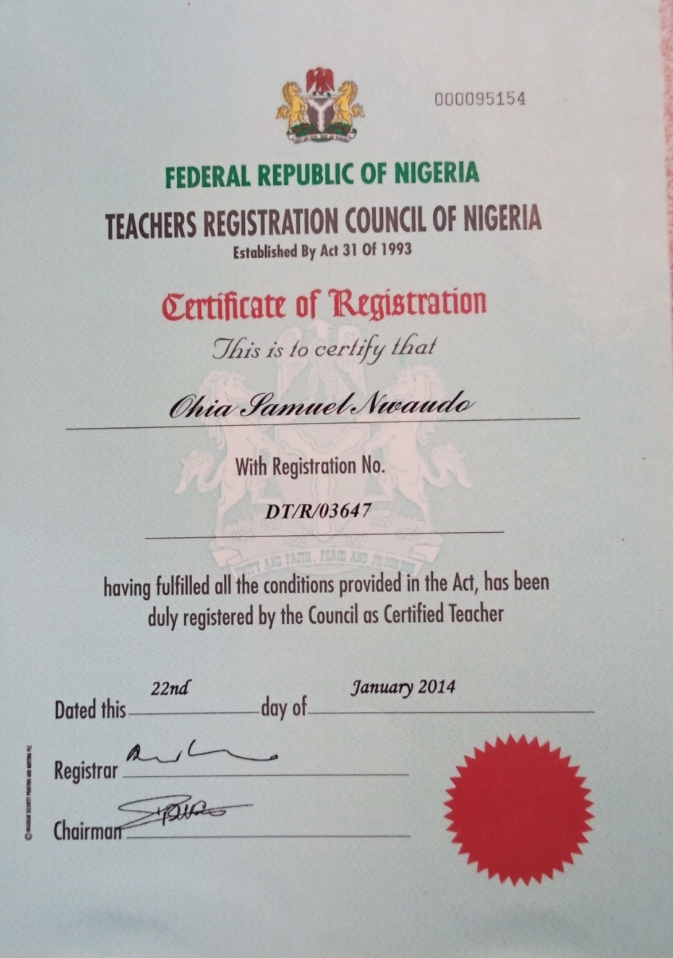 000095154
FEDERAL REPUBLIC OF NIGERIA
TEACHERS REGISTRATION COUNCIL OF NIGERIA
Established By Act 31 Of 1993
Certificate of Registration
This is to certify that
Ohia Samuel Nwaudo
With Registration No.
DT/R/03647
UNITY AND FAITH, PEACE AND PROGRESS
having fulfilled all the conditions provided in the Act, has been
duly registered by the Council as Certified Teacher
Dated this 22nd day of January 2014
Registrar
Chairman